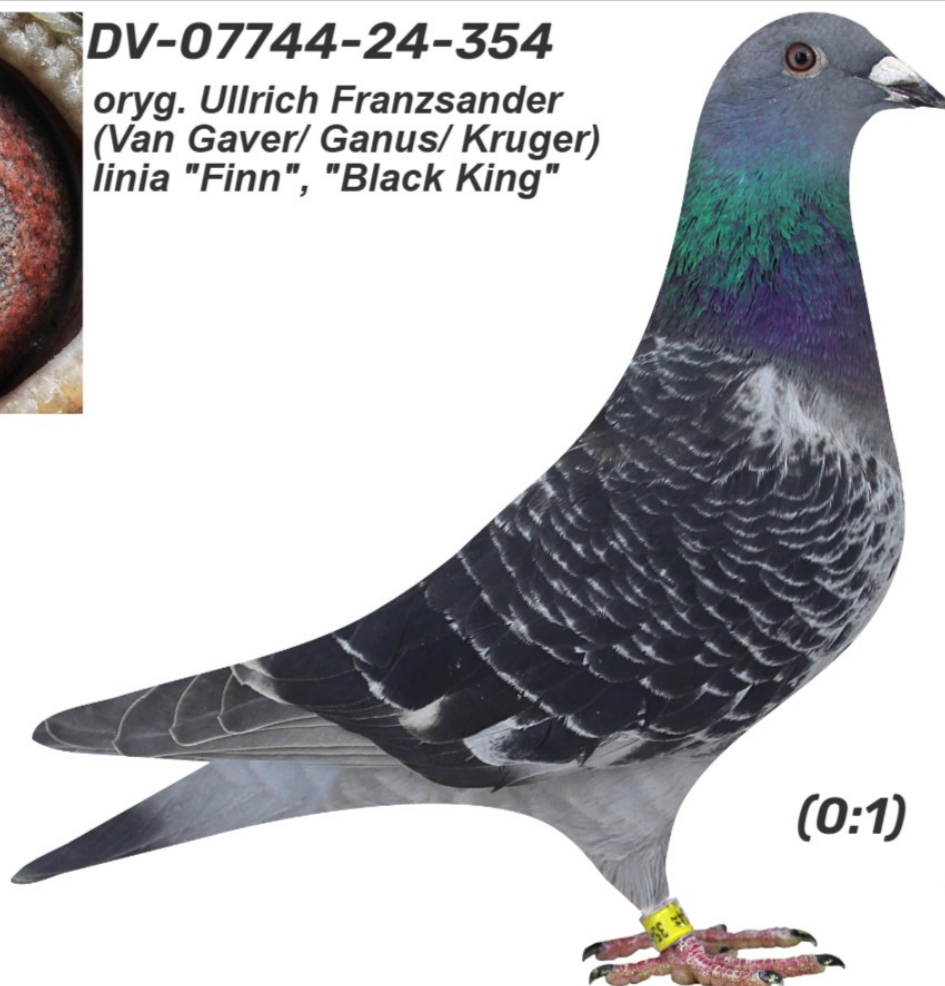 DV-07744-24-354
oryg. Ullrich Franzsander
(Van Gaver/ Ganus/ Kruger)
linia "Finn", "Black King"
(0:1)